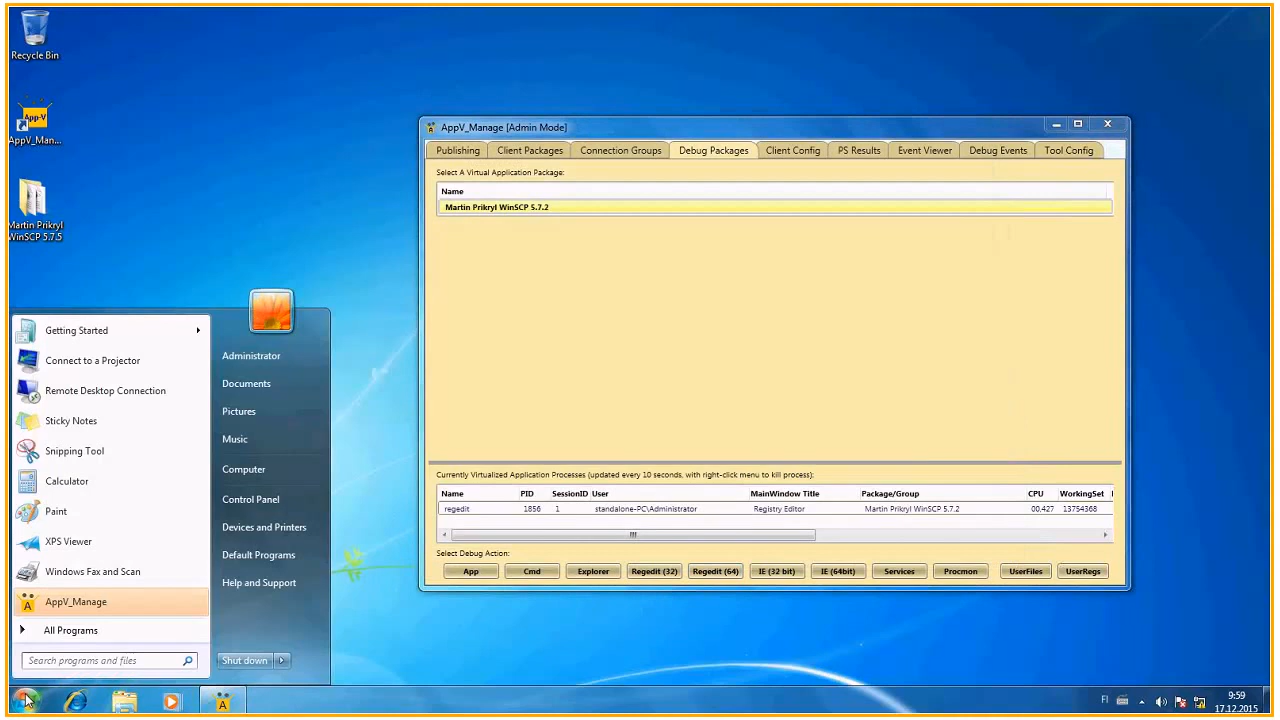 Recycle Bin
App-V
AppV_Man...
Martin Prikryl
WinSCP 5.7.5
AppV_Manage [Admin Mode]
Publishing Client Packages Connection Groups Debug Packages Client Config PS Results Event Viewer Debug Events Tool Config
Select A Virtual Application Package:
Name
Martin Prikryl WinSCP 5.7.2
Currently Virtualized Application Processes (updated every 10 seconds, with right-click menu to kill process):
Name PID SessionID User MainWindow Title Package/Group CPU WorkingSet
regedit 1856 1 standalone-PC\Administrator Registry Editor Martin Prikryl WinSCP 5.7.2 00,427 13754368
Select Debug Action:
App Cmd Explorer Regedit (32) Regedit (64) IE (32 bit) IE (64bit) Services Procmon UserFiles UserRegs
Getting Started
Connect to a Projector
Remote Desktop Connection
Sticky Notes
Snipping Tool
Calculator
Paint
XPS Viewer
Windows Fax and Scan
AppV_Manage
All Programs
Search programs and files
Administrator
Documents
Pictures
Music
Computer
Control Panel
Devices and Printers
Default Programs
Help and Support
Shut down
FI
9:59
17.12.2015